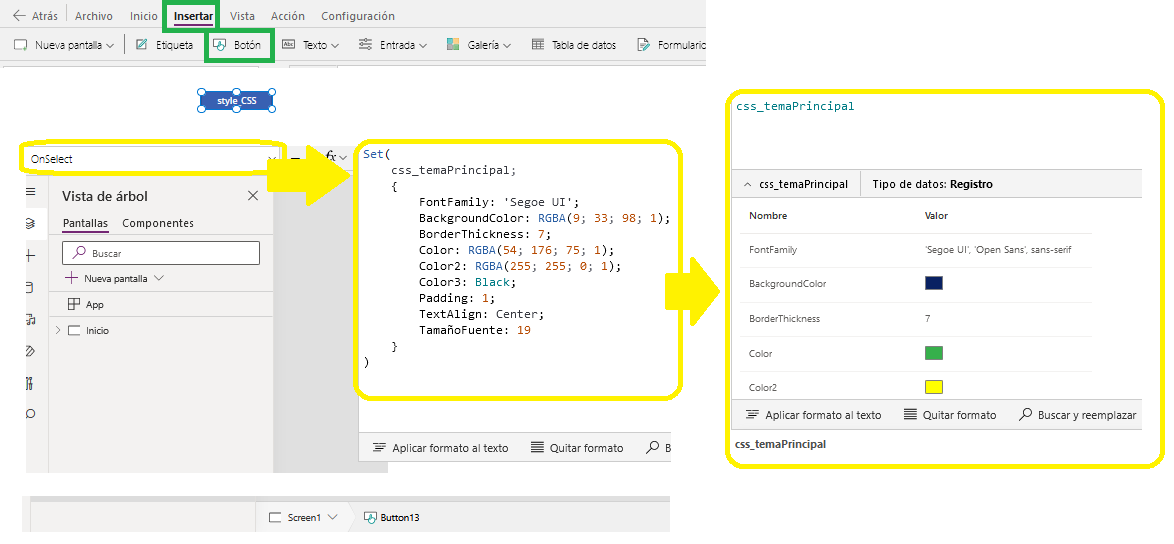 Atrás Archivo Inicio Insertar Vista Acción Configuración
Nueva pantalla Etiqueta Botón Abc Texto Entrada Galería Tabla de datos Formulario
style_CSS
OnSelect = fx
Vista de árbol
Pantallas Componentes
Buscar
Nueva pantalla
App
Inicio
Set(
css_temaPrincipal;
{
FontFamily: 'Segoe UI';
BackgroundColor: RGBA(9; 33; 98; 1);
BorderThickness: 7;
Color: RGBA(54; 176; 75; 1);
Color2: RGBA(255; 255; 0; 1);
Color3: Black;
Padding: 1;
TextAlign: Center;
TamañoFuente: 19
}
)
Aplicar formato al texto Quitar formato B
css_temaPrincipal
css_temaPrincipal Tipo de datos: Registro
Nombre Valor
FontFamily 'Segoe UI', 'Open Sans', sans-serif
BackgroundColor
BorderThickness 7
Color
Color2
Aplicar formato al texto Quitar formato Buscar y reemplazar
css_temaPrincipal
Screen1 Button13